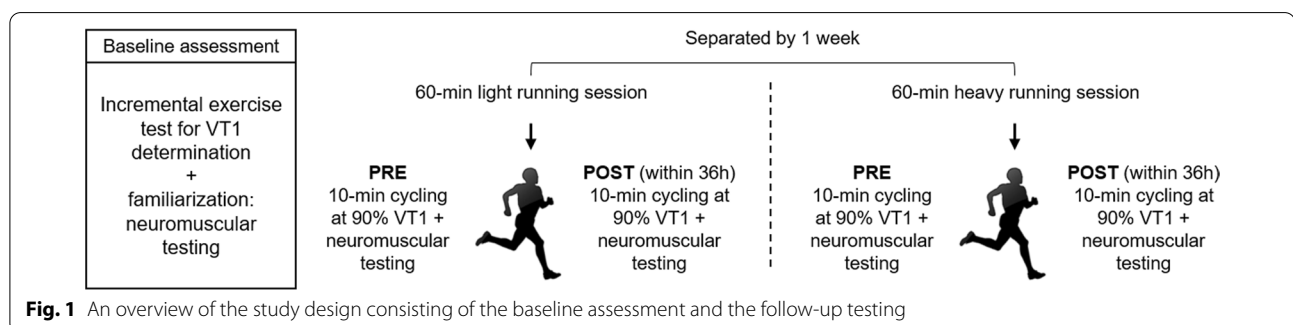 Baseline assessment
Incremental exercise
test for VT1
determination
+
familiarization:
neuromuscular
testing
Separated by 1 week
60-min light running session
PRE
10-min cycling
at 90% VT1 +
neuromuscular
testing
POST (within 36h)
10-min cycling at
90% VT1 +
neuromuscular
testing
60-min heavy running session
PRE
10-min cycling
at 90% VT1 +
neuromuscular
testing
POST (within 36h)
10-min cycling at
90% VT1 +
neuromuscular
testing
Fig. 1 An overview of the study design consisting of the baseline assessment and the follow-up testing